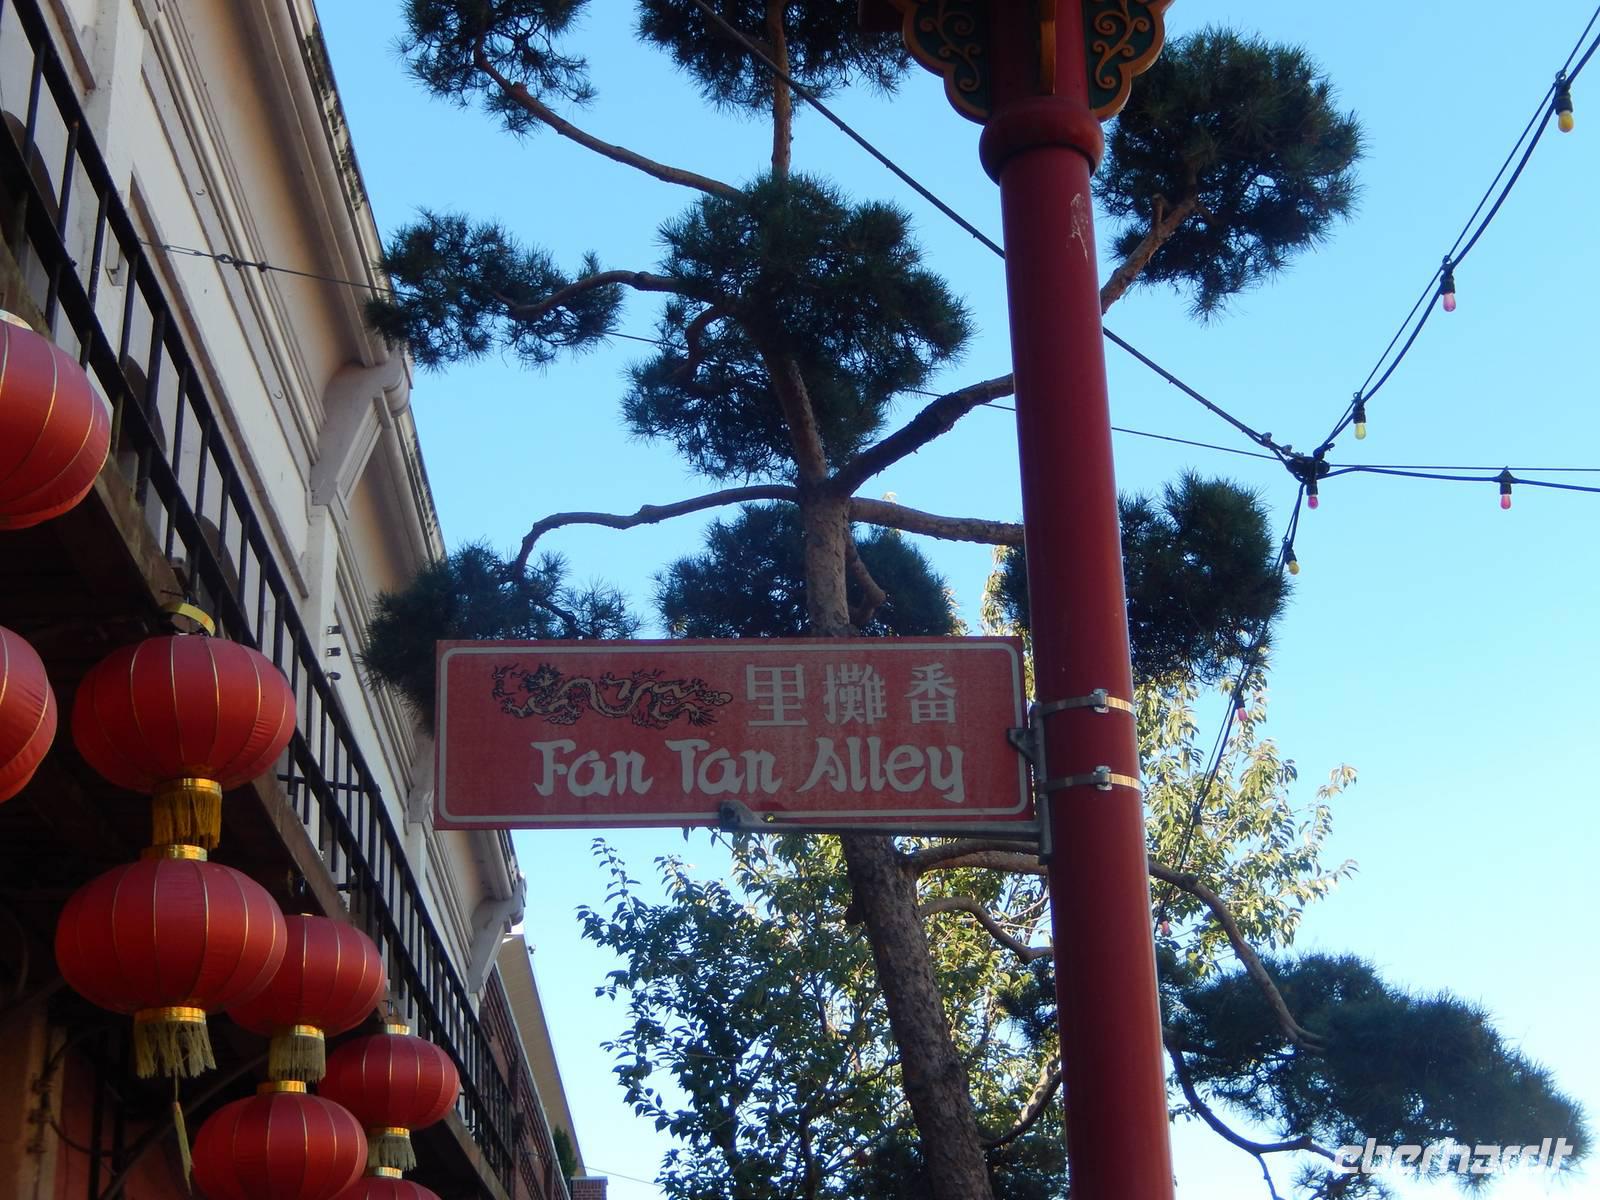 里攤番
Fan Tan Alley
eberhardt